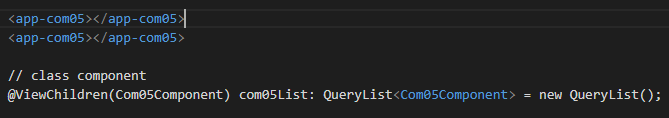 <app-com05></app-com05>
<app-com05></app-com05>
// class component
@ViewChildren(Com05Component) com05List: QueryList<Com05Component> = new QueryList();